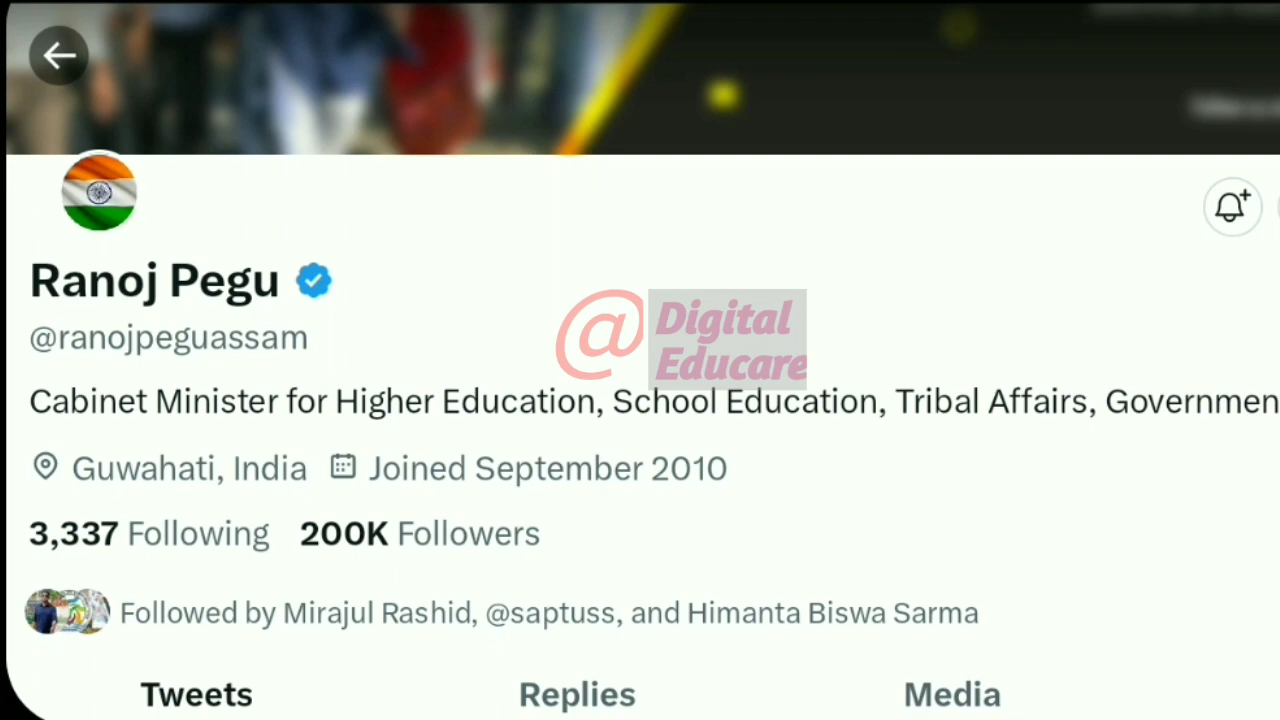 Ranoj Pegu
@ranojpeguassam
@ Digital
Educare
Cabinet Minister for Higher Education, School Education, Tribal Affairs, Governmen
Guwahati, India Joined September 2010
3,337 Following 200K Followers
Followed by Mirajul Rashid, @saptuss, and Himanta Biswa Sarma
Tweets Replies Media